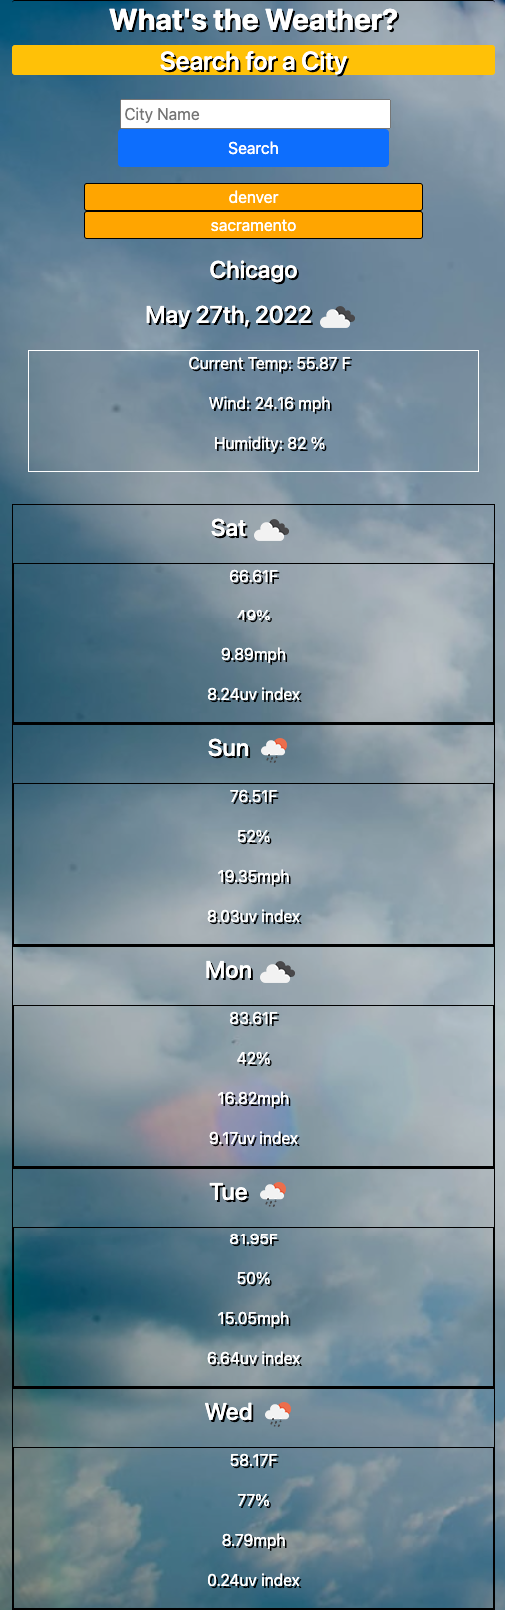 What's the Weather?
Search for a City
City Name
Search
denver
sacramento
Chicago
May 27th, 2022
Current Temp: 55.87 F
Wind: 24.16 mph
Humidity: 82 %
Sat
66.61F
49%
9.89mph
8.24uv index
Sun
76.51F
52%
19.35mph
8.03uv index
Mon
83.61F
42%
16.82mph
9.17uv index
Tue
81.95F
50%
15.05mph
6.64uv index
Wed
58.17F
77%
8.79mph
0.24uv index